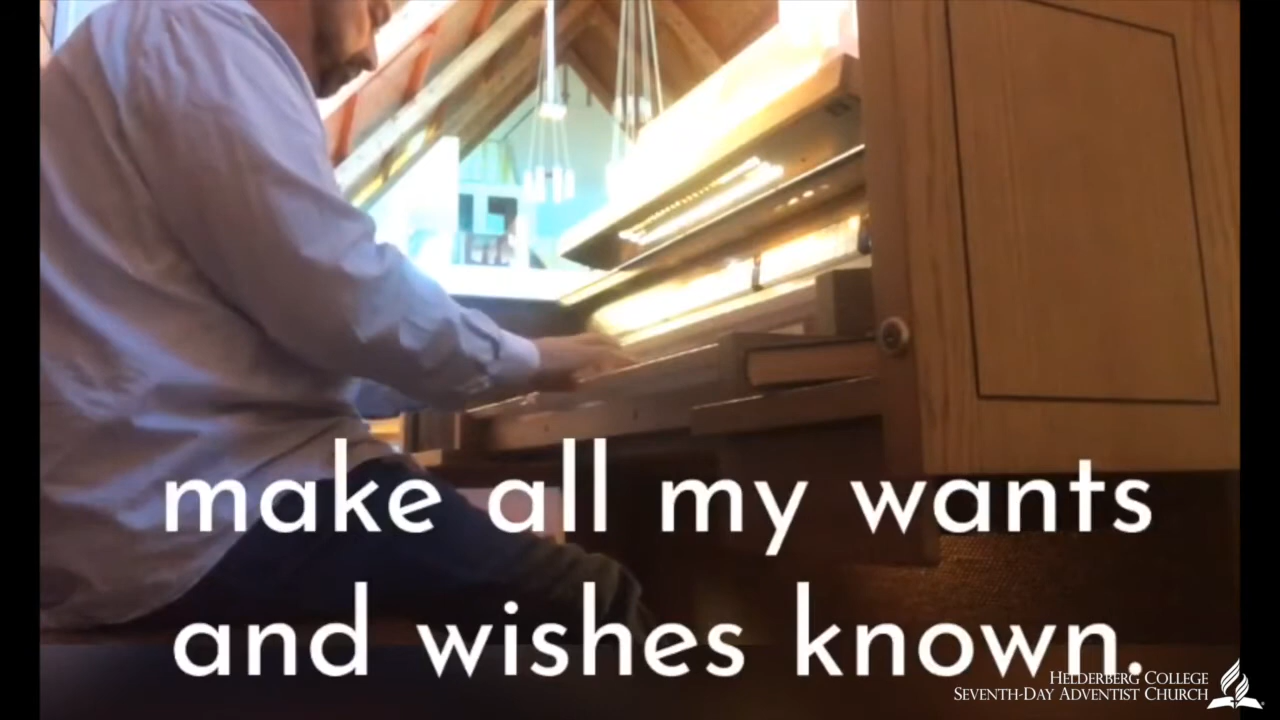 make all my wants
and wishes known.
HELDERBERG COLLEGE
SEVENTH-DAY ADVENTIST CHURCH